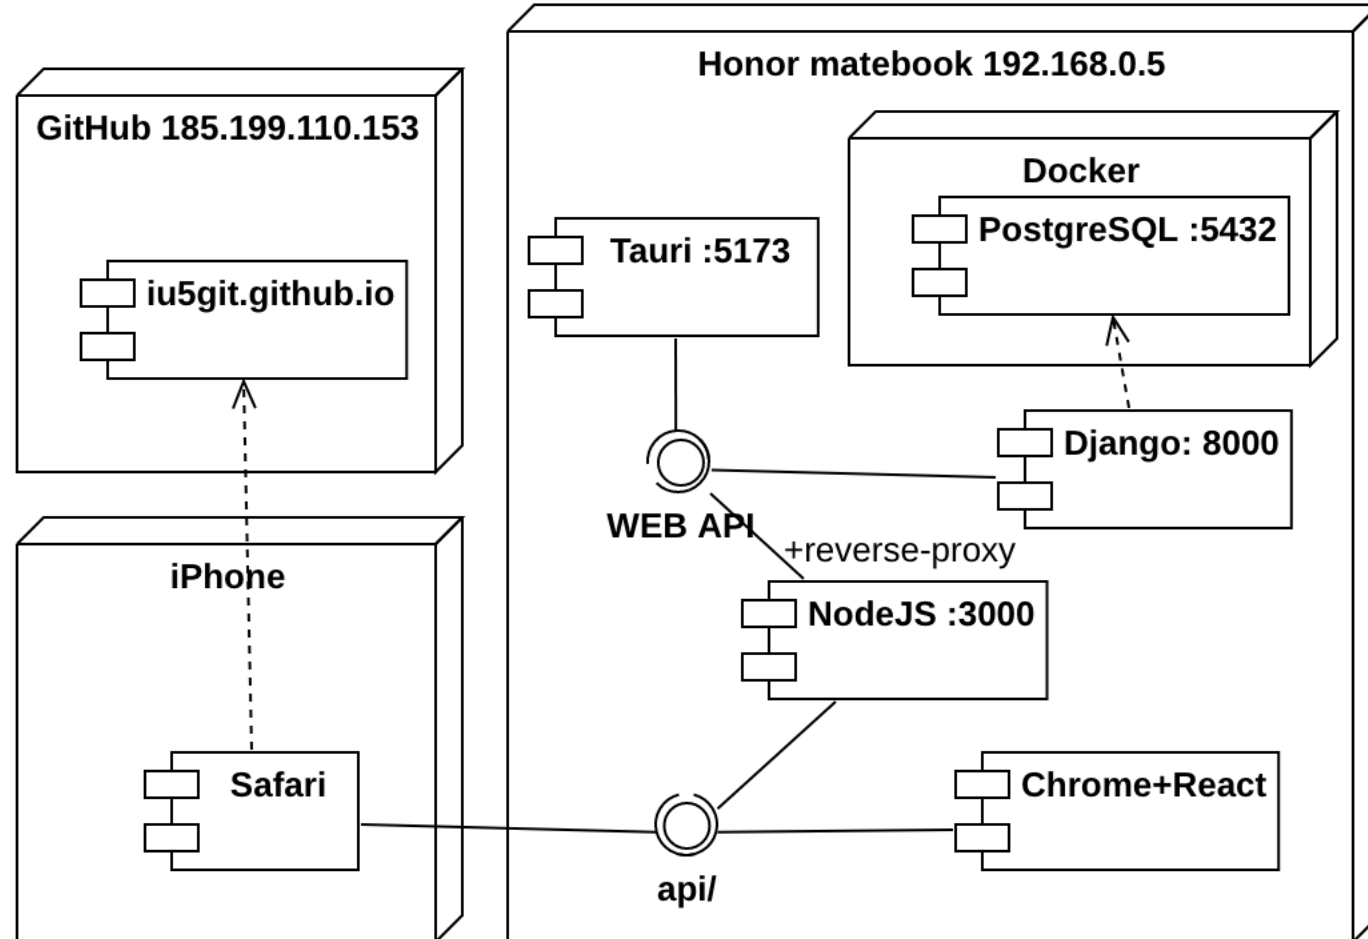 Honor matebook 192.168.0.5
GitHub 185.199.110.153
Docker
PostgreSQL :5432
Tauri :5173
iu5git.github.io
Django: 8000
WEB API
+reverse-proxy
iPhone
NodeJS :3000
Safari
Chrome+React
api/